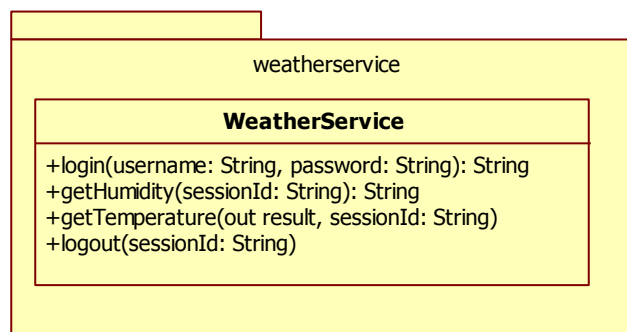 weatherservice
WeatherService
+login(username: String, password: String): String
+getHumidity(sessionId: String): String
+getTemperature(out result, sessionId: String)
+logout(sessionId: String)